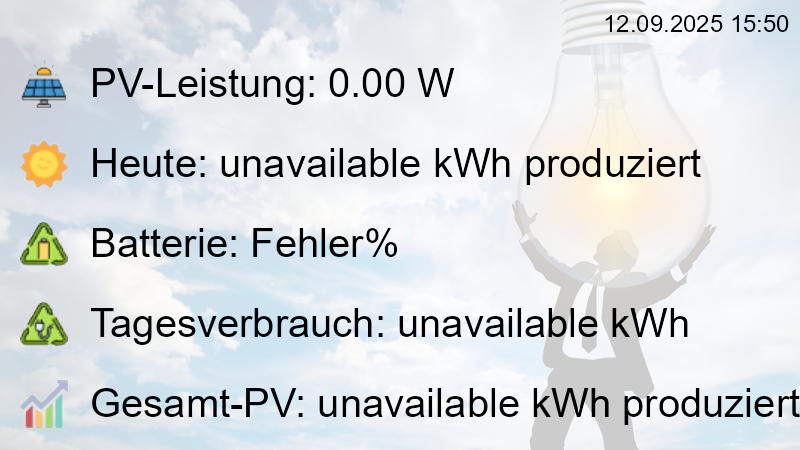 12.09.2025 15:50
PV-Leistung: 0.00 W
Heute: unavailable kWh produziert
Batterie: Fehler%
Tagesverbrauch: unavailable kWh
Gesamt-PV: unavailable kWh produziert